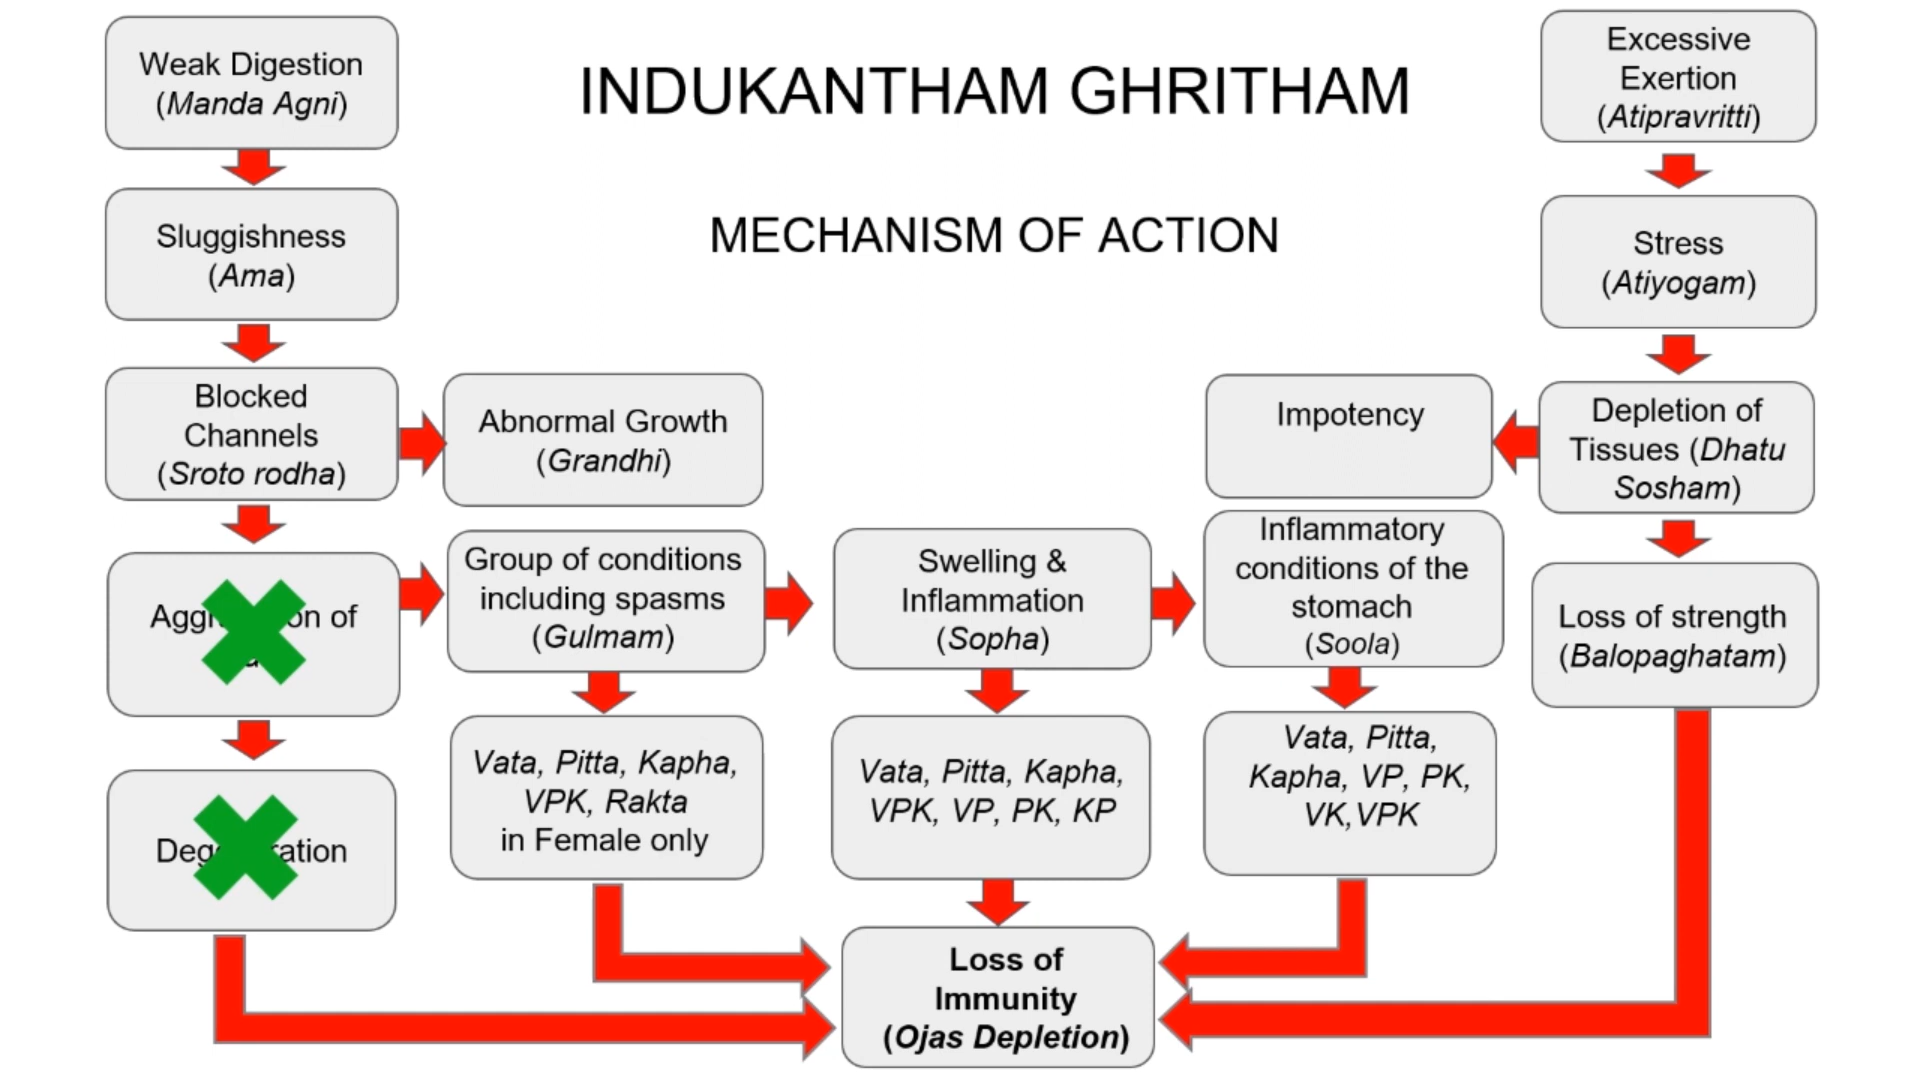 INDUKANTHAM GHRITHAM
MECHANISM OF ACTION
Weak Digestion
(Manda Agni)
Sluggishness
(Ama)
Blocked
Channels
(Sroto rodha)
Abnormal Growth
(Grandhi)
on of
Group of conditions
including spasms
(Gulmam)
Swelling &
Inflammation
(Sopha)
Inflammatory
conditions of the
stomach
(Soola)
Vata, Pitta, Kapha,
VPK, Rakta
in Female only
Vata, Pitta, Kapha,
VPK, VP, PK, KP
Vata, Pitta,
Kapha, VP, PK,
VK,VPK
Excessive
Exertion
(Atipravritti)
Stress
(Atiyogam)
Depletion of
Tissues (Dhatu
Sosham)
Impotency
Loss of strength
(Balopaghatam)
Loss of
Immunity
(Ojas Depletion)